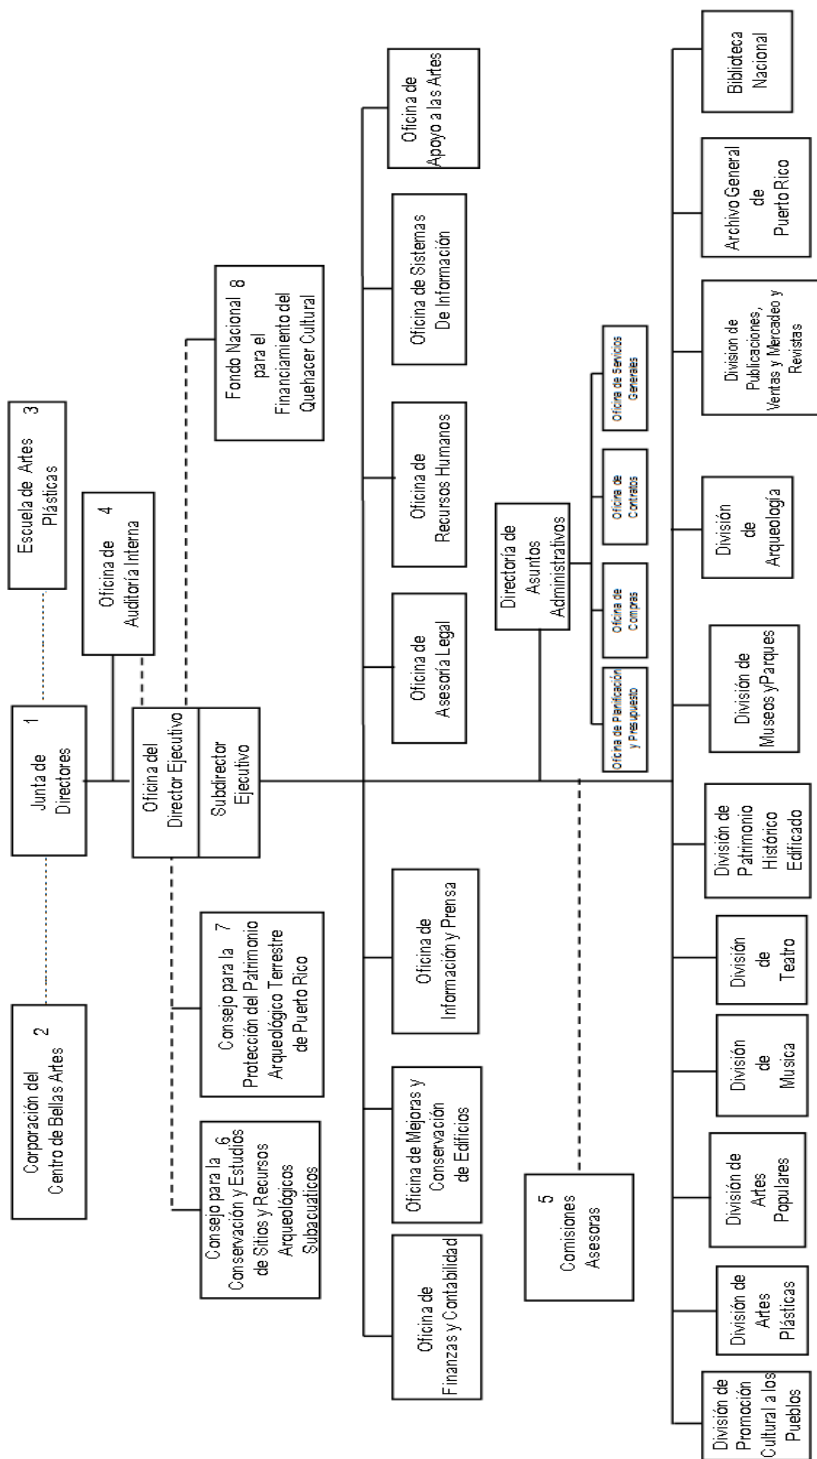 Junta de 1
Directores
Corporación del 2
Centro de Bellas Artes
Escuela de Artes 3
Plásticas
Oficina de 4
Auditoría Interna
Oficina del
Director Ejecutivo
Subdirector
Ejecutivo
Consejo para la 6
Conservación y Estudios
de Sitios y Recursos
Arqueológicos
Subacuaticos
Consejo para la 7
Protección del Patrimonio
Arqueológico Terrestre
de Puerto Rico
Fondo Nacional 8
para el
Financiamiento del
Quehacer Cultural
Oficina de
Finanzas y Contabilidad
Oficina de Mejoras y
Conservación
de Edificios
Oficina de
Información y Prensa
Oficina de
Asesoría Legal
Oficina de
Recursos Humanos
Oficina de Sistemas
De Información
Oficina de
Apoyo a las Artes
5
Comisiones
Asesoras
Directoría de
Asuntos
Administrativos
Oficina de Planificación
y Presupuesto
Oficina de
Compras
Oficina de
Contratos
Oficina de Servicios
Generales
División de
Promoción
Cultural a los
Pueblos
División de
Artes
Plásticas
División de
Artes
Populares
División
de
Musica
División
de
Teatro
División de
Patrimonio
Histórico
Edificado
División de
Museos yParques
División
de
Arqueología
Division de
Publicaciones,
Ventas y Mercadeo y
Revistas
Archivo General
de
Puerto Rico
Biblioteca
Nacional